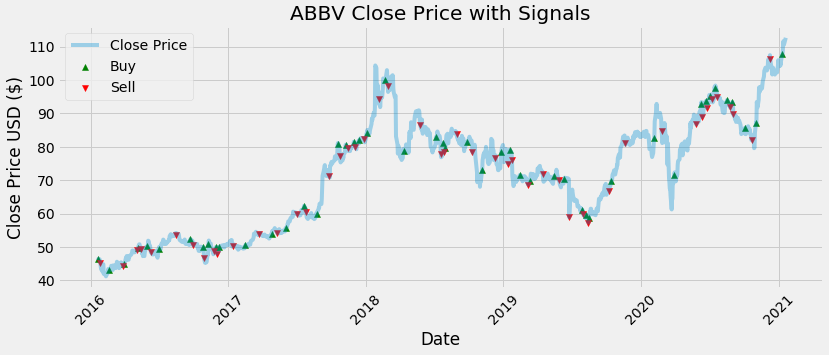 ABBV Close Price with Signals
Close Price
Buy
Sell
Close Price USD ($)
110
100
90
80
70
60
50
40
2016
2017
2018
2019
2020
2021
Date